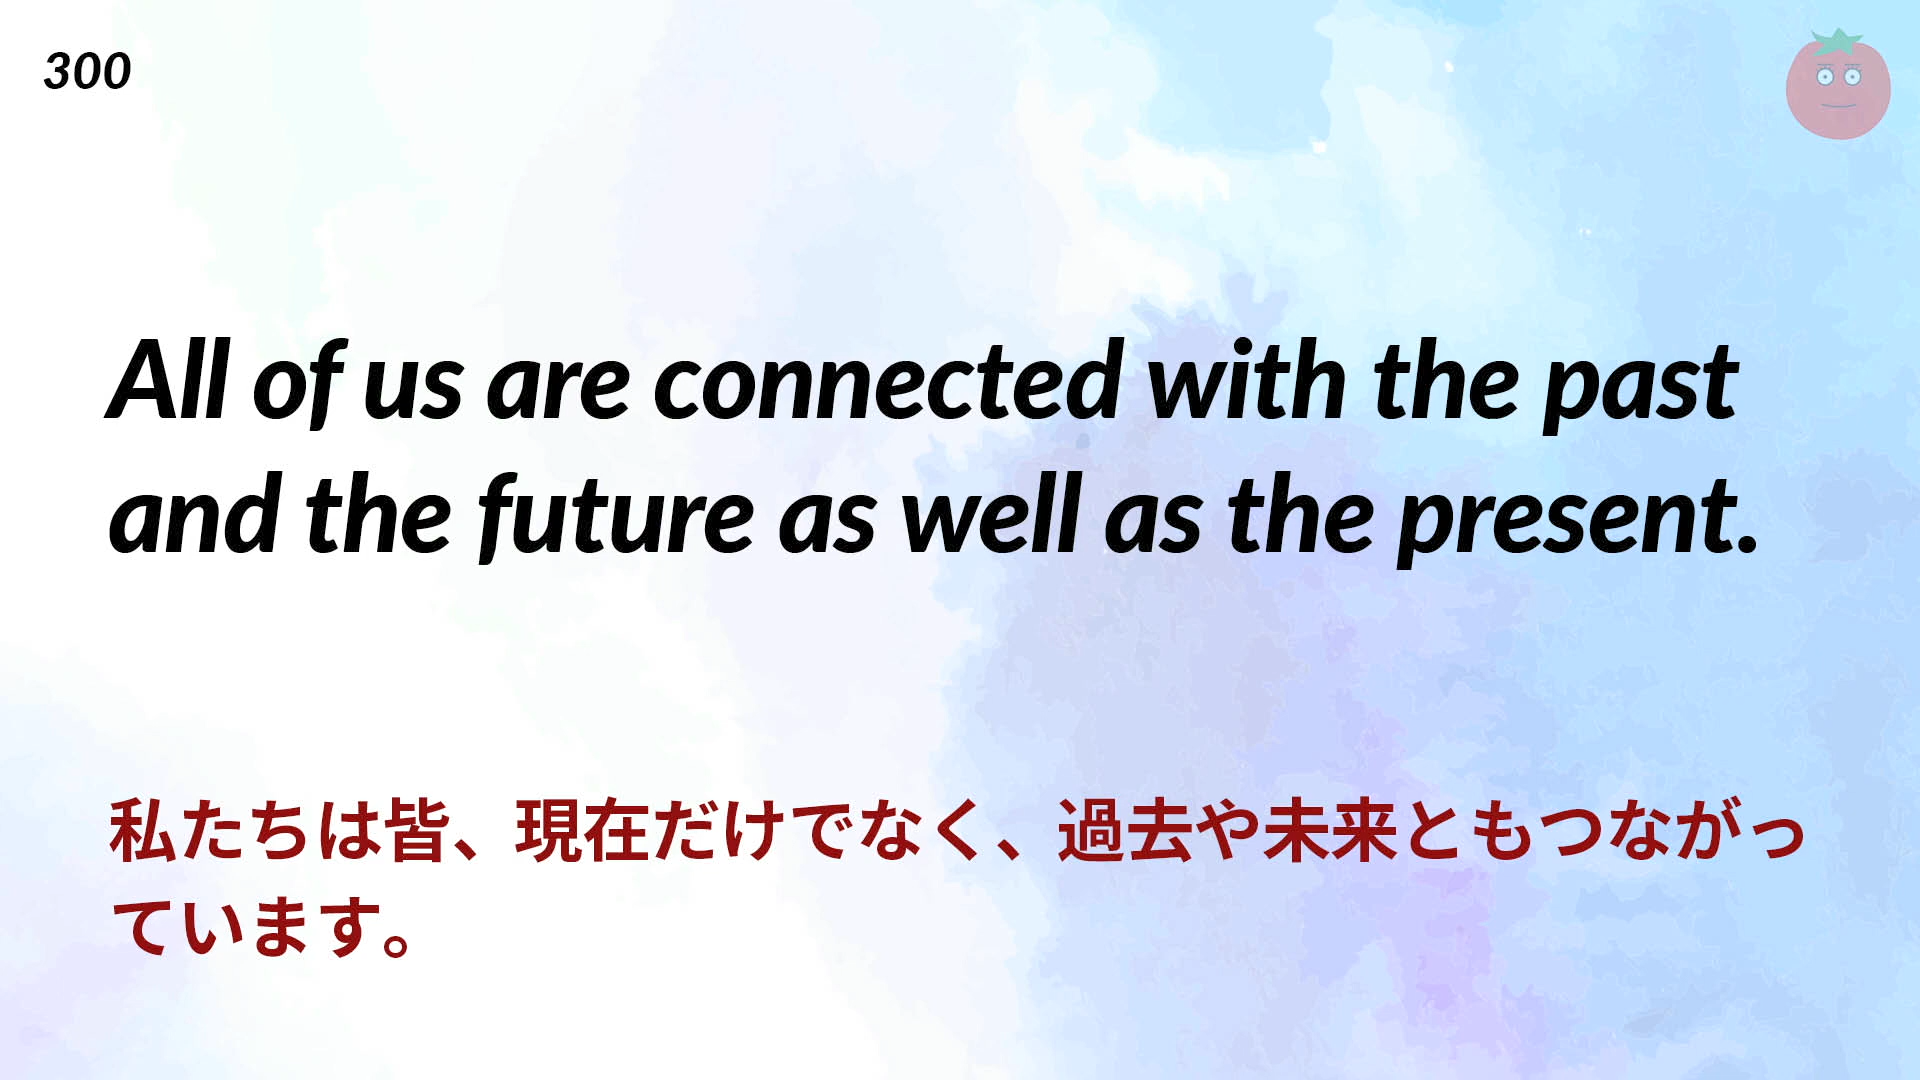 300
All of us are connected with the past
and the future as well as the present.
私たちは皆、現在だけでなく、過去や未来ともつながっ
ています。